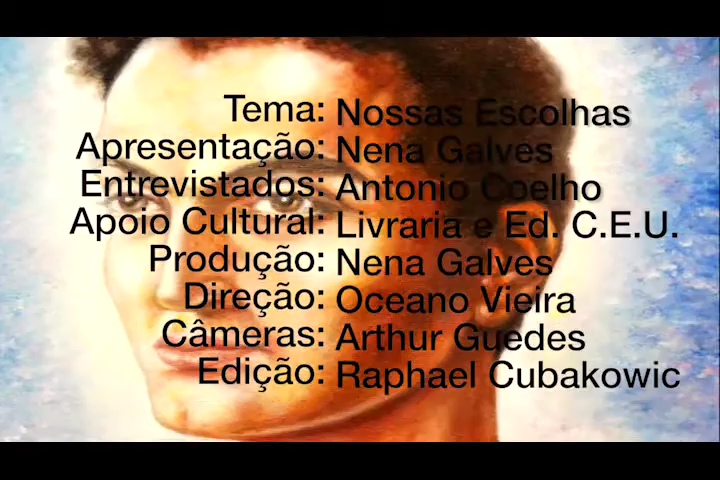 Tema: Nossas Escolhas
Apresentação: Nena Galves
Entrevistados: Antonio Coelho
Apoio Cultural: Livraria e Ed. C.E.U.
Produção: Nena Galves
Direção: Oceano Vieira
Câmeras: Arthur Guedes
Edição: Raphael Cubakowic